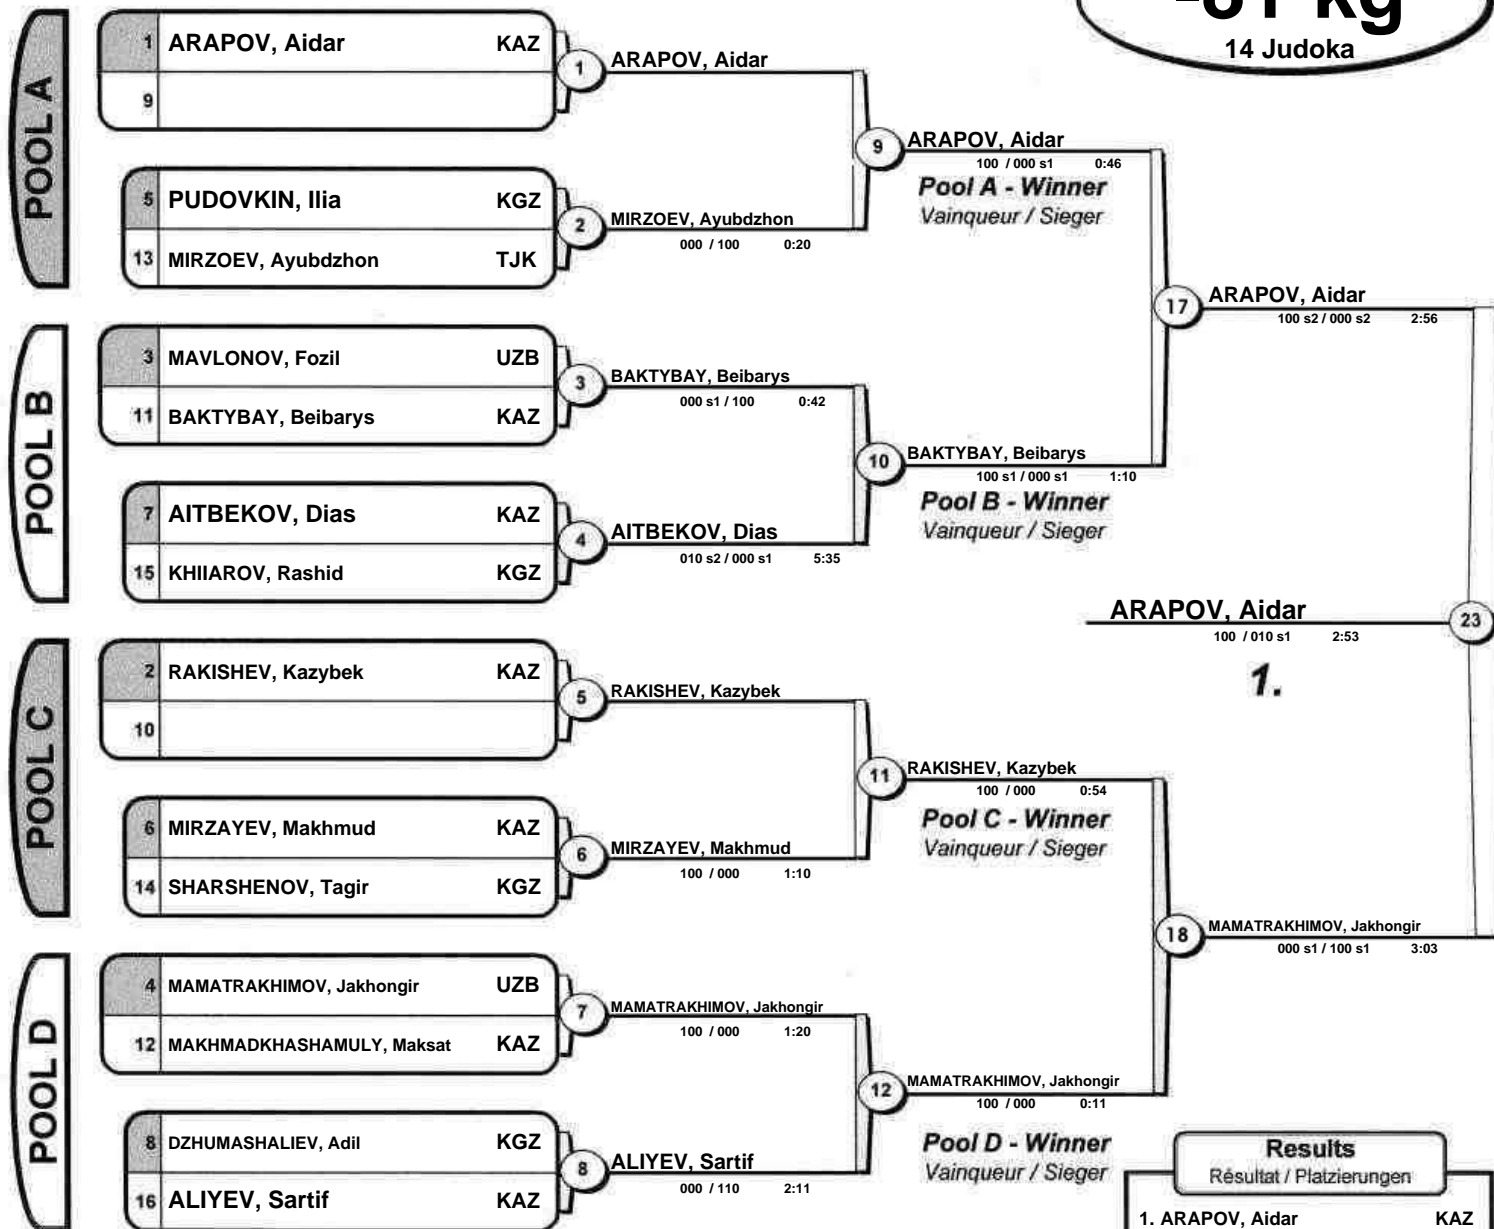 -81 kg
14 Judoka
POOL A
1 ARAPOV, Aidar KAZ
9
1 ARAPOV, Aidar
5 PUDOVKIN, Ilia KGZ
13 MIRZOEV, Ayubdzhon TJK
2 MIRZOEV, Ayubdzhon
000 / 100 0:20
9 ARAPOV, Aidar
100 / 000 s1 0:46
Pool A - Winner
Vainqueur / Sieger
POOL B
3 MAVLONOV, Fozil UZB
11 BAKTYBAY, Beibarys KAZ
3 BAKTYBAY, Beibarys
000 s1 / 100 0:42
7 AITBEKOV, Dias KAZ
15 KHIIAROV, Rashid KGZ
4 AITBEKOV, Dias
010 s2 / 000 s1 5:35
10 BAKTYBAY, Beibarys
100 s1 / 000 s1 1:10
Pool B - Winner
Vainqueur / Sieger
17 ARAPOV, Aidar
100 s2 / 000 s2 2:56
ARAPOV, Aidar 23
100 / 010 s1 2:53
1.
POOL C
2 RAKISHEV, Kazybek KAZ
10
5 RAKISHEV, Kazybek
6 MIRZAYEV, Makhmud KAZ
14 SHARSHENOV, Tagir KGZ
6 MIRZAYEV, Makhmud
100 / 000 1:10
11 RAKISHEV, Kazybek
100 / 000 0:54
Pool C - Winner
Vainqueur / Sieger
POOL D
4 MAMATRAKHIMOV, Jakhongir UZB
12 MAKHMADKHASHAMULY, Maksat KAZ
7 MAMATRAKHIMOV, Jakhongir
100 / 000 1:20
8 DZHUMASHALIEV, Adil KGZ
16 ALIYEV, Sartif KAZ
8 ALIYEV, Sartif
000 / 110 2:11
12 MAMATRAKHIMOV, Jakhongir
100 / 000 0:11
Pool D - Winner
Vainqueur / Sieger
18 MAMATRAKHIMOV, Jakhongir
000 s1 / 100 s1 3:03
Results
Résultat / Platzierungen
1. ARAPOV, Aidar KAZ